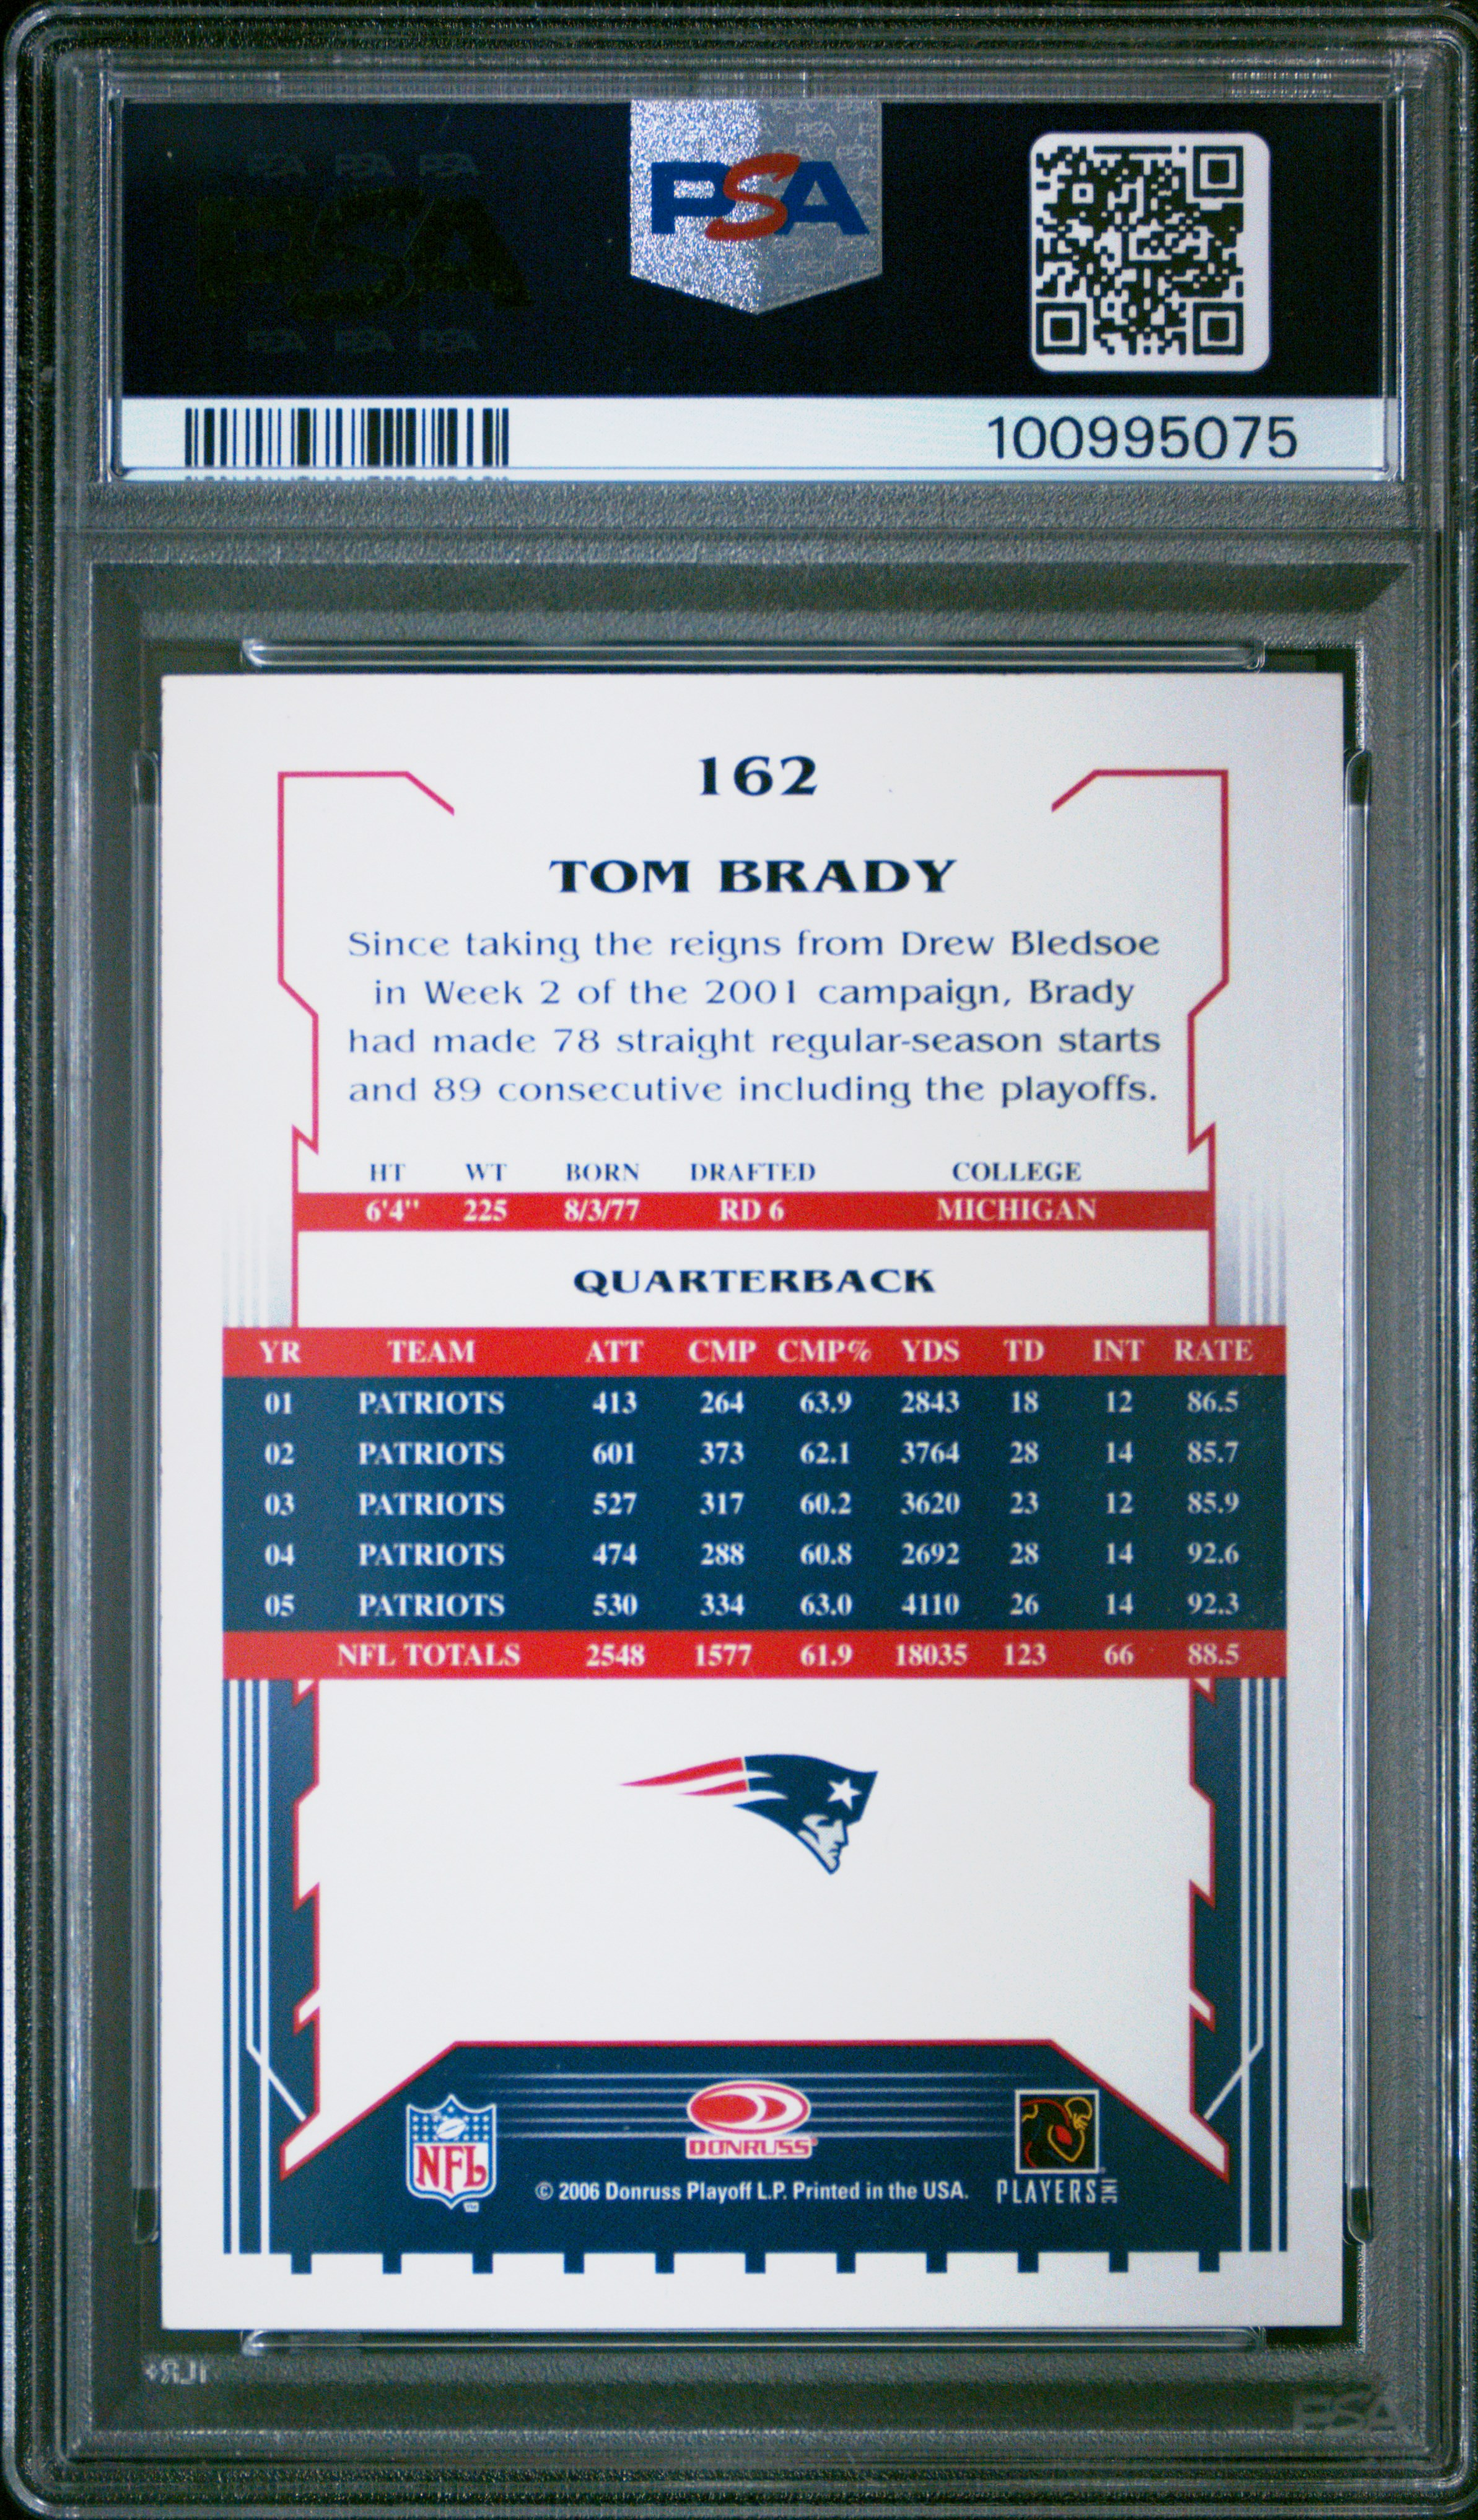 PSA
100995075
162
TOM BRADY
Since taking the reigns from Drew Bledsoe
in Week 2 of the 2001 campaign, Brady
had made 78 straight regular-season starts
and 89 consecutive including the playoffs.
HT WT BORN DRAFTED COLLEGE
6'4" 225 8/3/77 RD 6 MICHIGAN
QUARTERBACK
YR TEAM ATT CMP CMP% YDS TD INT RATE
01 PATRIOTS 413 264 63.9 2843 18 12 86.5
02 PATRIOTS 601 373 62.1 3764 28 14 85.7
03 PATRIOTS 527 317 60.2 3620 23 12 85.9
04 PATRIOTS 474 288 60.8 2692 28 14 92.6
05 PATRIOTS 530 334 63.0 4110 26 14 92.3
NFL TOTALS 2548 1577 61.9 18035 123 66 88.5
NFL
DONRUSS
© 2006 Donruss Playoff L.P. Printed in the USA.
PLAYERS INC
PSA